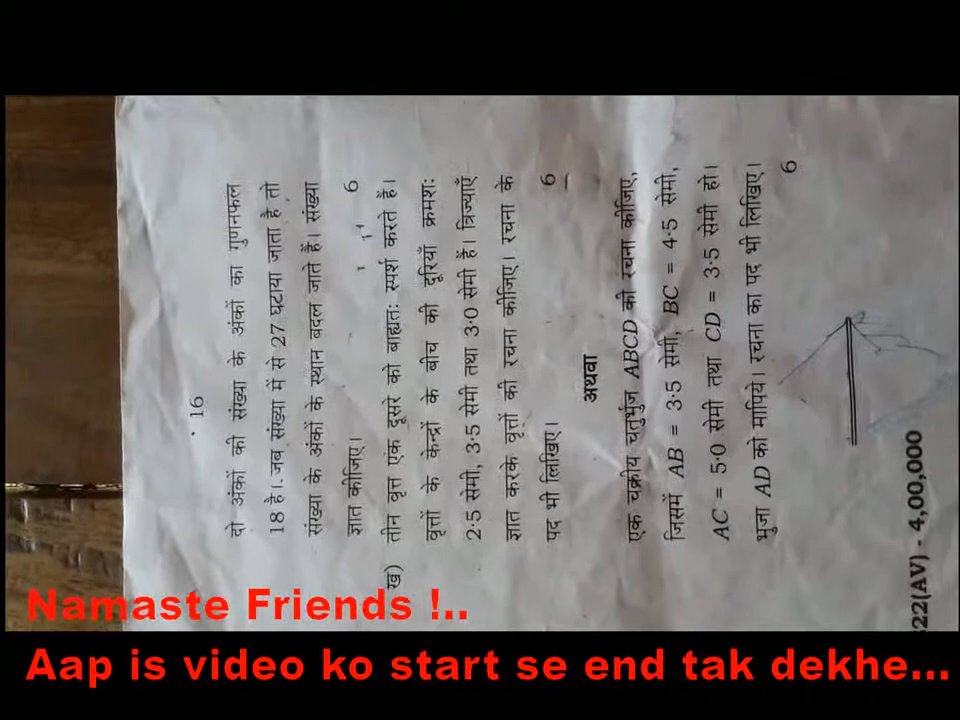 16
दो अंकों की संख्या के अंकों का गुणनफल
18 है। जब संख्या में से 27 घटाया जाता है तो
संख्या के अंकों के स्थान बदल जाते हैं। संख्या
ज्ञात कीजिए। 6
ख) तीन वृत्त एक दूसरे को बाह्यतः स्पर्श करते हैं।
वृत्तों के केन्द्रों के बीच की दूरियाँ क्रमशः
2·5 सेमी, 3·5 सेमी तथा 3·0 सेमी हैं। त्रिज्याएँ
ज्ञात करके वृत्तों की रचना कीजिए। रचना के
पद भी लिखिए। 6
अथवा
एक चक्रीय चतुर्भुज ABCD की रचना कीजिए,
जिसमें AB = 3·5 सेमी, BC = 4·5 सेमी,
AC = 5·0 सेमी तथा CD = 3·5 सेमी हो।
भुजा AD को मापिये। रचना का पद भी लिखिए।
6
22(AV) - 4,00,000
Namaste Friends !..
Aap is video ko start se end tak dekhe...